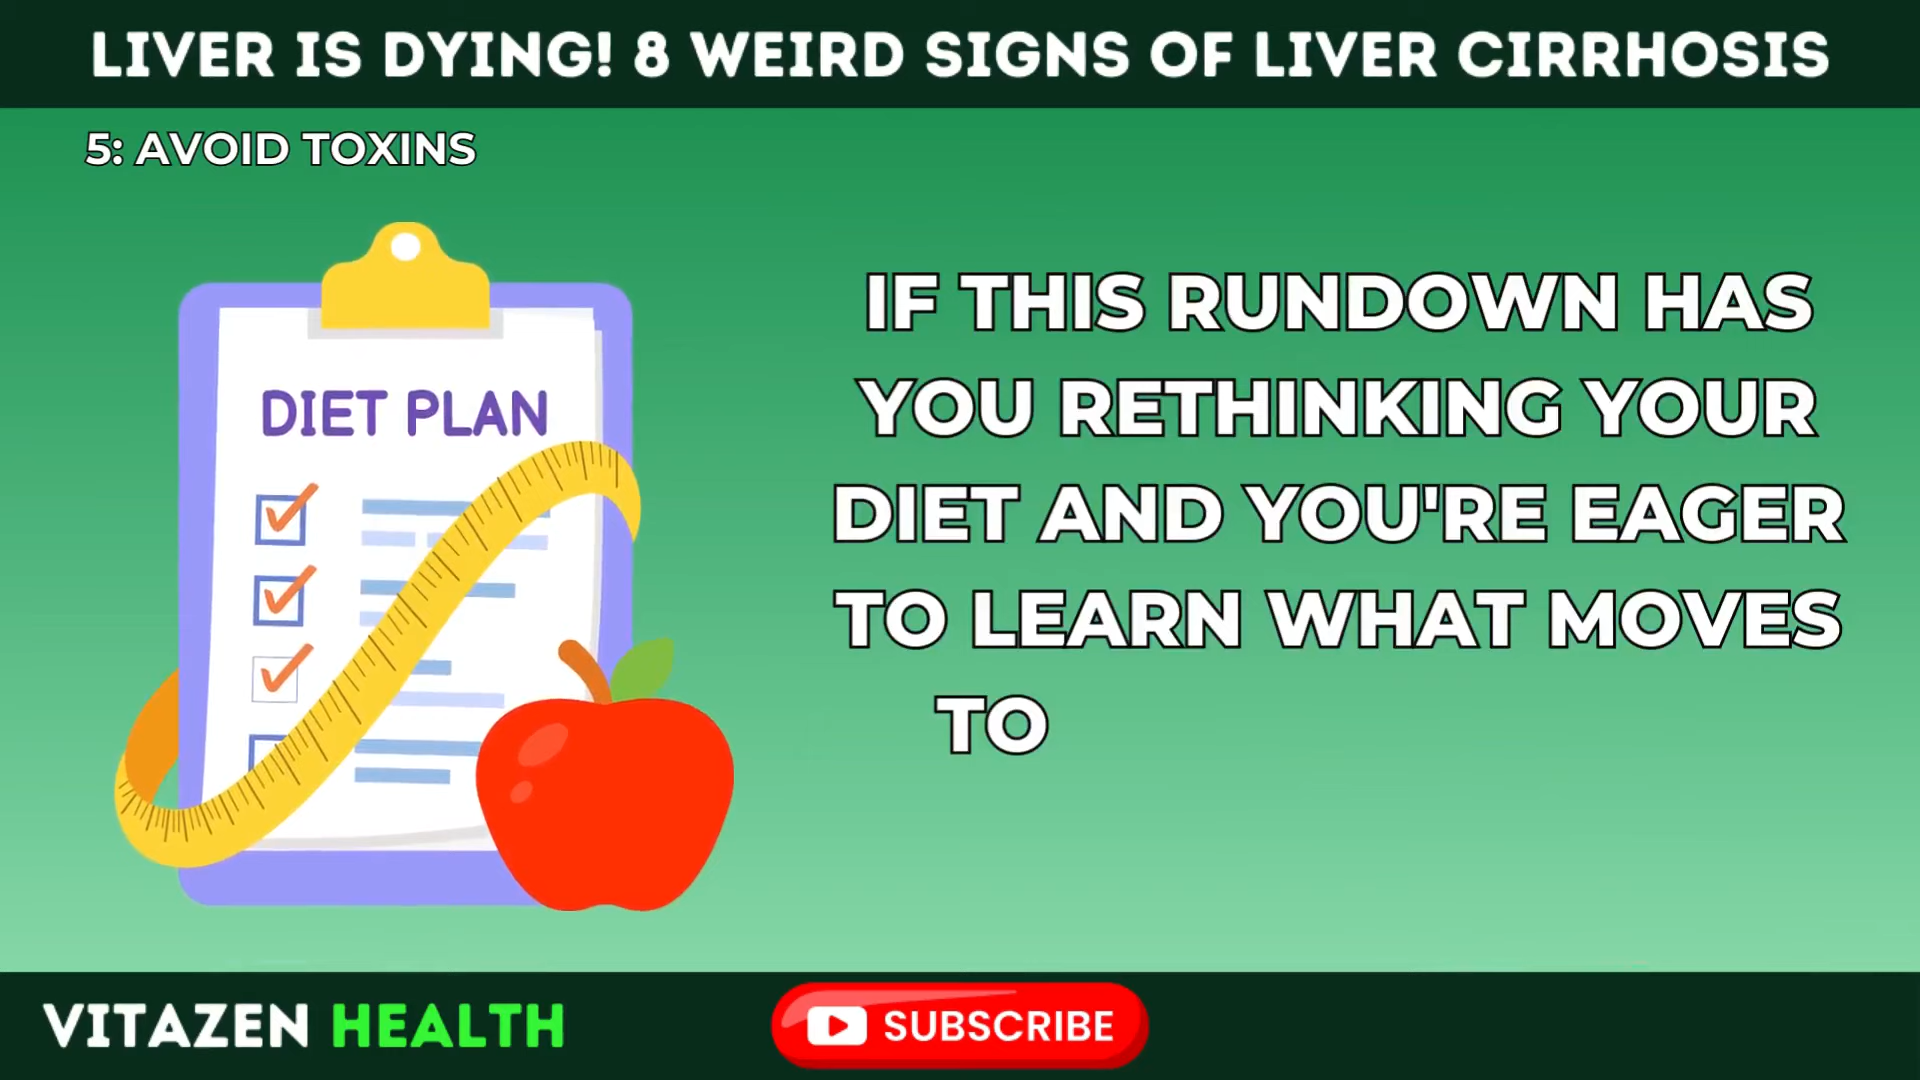 LIVER IS DYING! 8 WEIRD SIGNS OF LIVER CIRRHOSIS
5: AVOID TOXINS
DIET PLAN
IF THIS RUNDOWN HAS
YOU RETHINKING YOUR
DIET AND YOU'RE EAGER
TO LEARN WHAT MOVES
TO
VITAZEN HEALTH
SUBSCRIBE